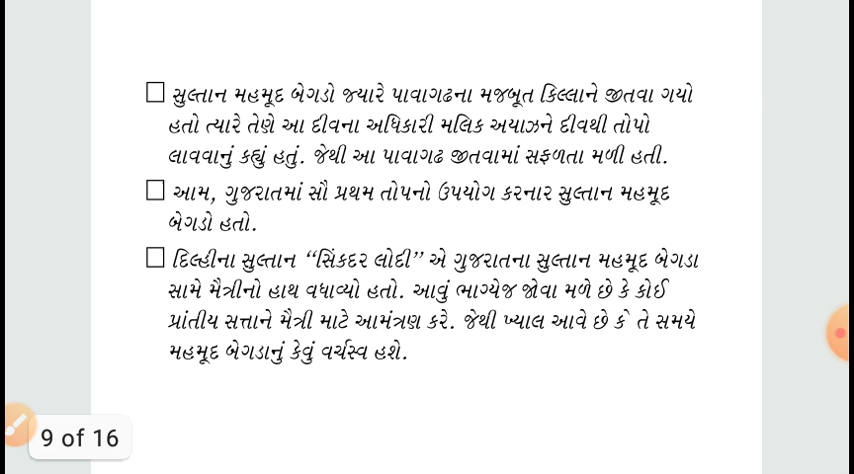 □ સુલ્તાન મહમૂદ બેગડો જ્યારે પાવાગઢના મજબૂત કિલ્લાને જીતવા ગયો
હતો ત્યારે તેણે આ દીવના અધિકારી મલિક અયાઝને દીવથી તોપો
લાવવાનું કહ્યું હતું. જેથી આ પાવાગઢ જીતવામાં સફળતા મળી હતી.
□ આમ, ગુજરાતમાં સૌ પ્રથમ તોપનો ઉપયોગ કરનાર સુલ્તાન મહમૂદ
બેગડો હતો.
□ દિલ્હીના સુલ્તાન “સિંકદર લોદી” એ ગુજરાતના સુલ્તાન મહમૂદ બેગડા
સામે મૈત્રીનો હાથ વધાવ્યો હતો. આવું ભાગ્યેજ જોવા મળે છે કે કોઈ
પ્રાંતીય સત્તાને મૈત્રી માટે આમંત્રણ કરે. જેથી ખ્યાલ આવે છે કે તે સમયે
મહમૂદ બેગડાનું કેવું વર્ચસ્વ હશે.
9 of 16